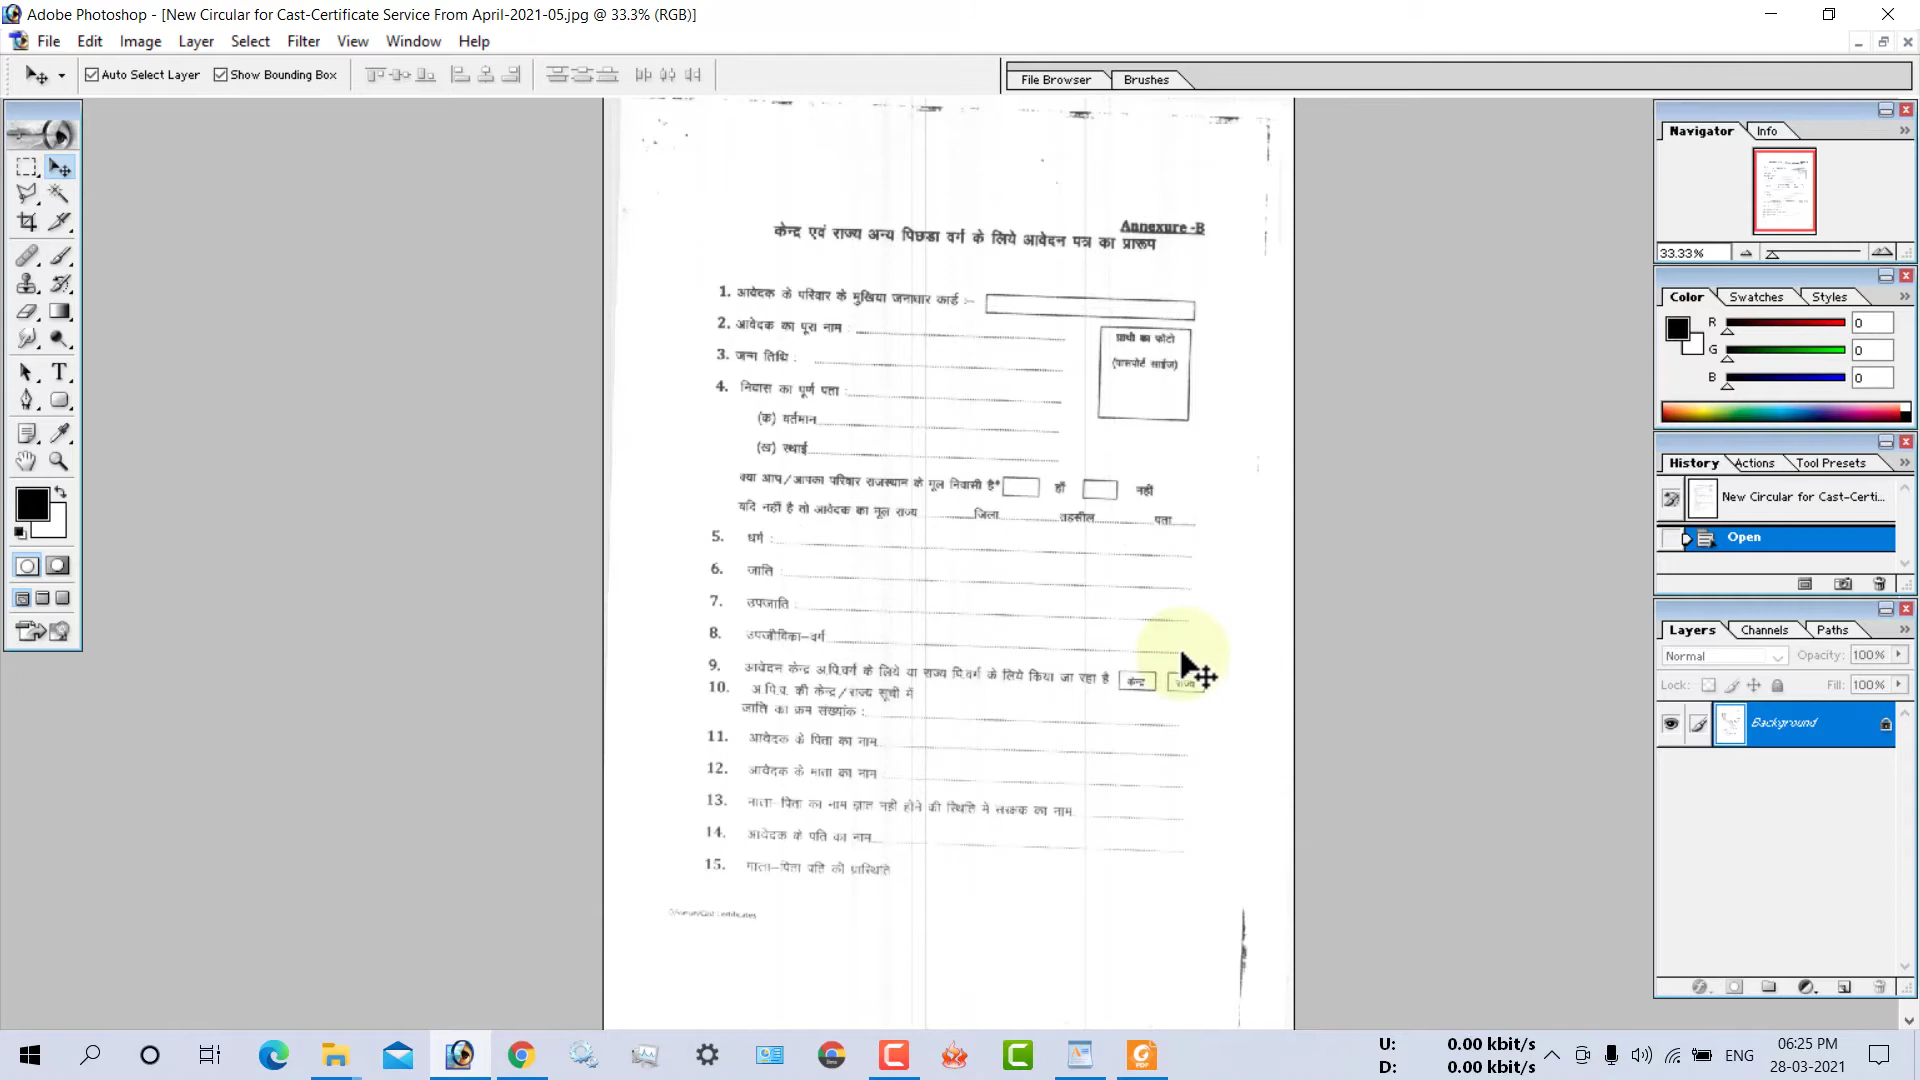 Adobe Photoshop - [New Circular for Cast-Certificate Service From April-2021-05.jpg @ 33.3% (RGB)]
File Edit Image Layer Select Filter View Window Help
Auto Select Layer Show Bounding Box File Browser Brushes
Navigator Info
33.33%
Color Swatches Styles
R 0
G 0
B 0
History Actions Tool Presets
New Circular for Cast-Certi...
Open
Layers Channels Paths
Normal Opacity: 100%
Lock: Fill: 100%
Background
Annexure -B
केन्द्र एवं राज्य अन्य पिछडा वर्ग के लिये आवेदन पत्र का प्रारूप
1. आवेदक के परिवार के मुखिया जनाधार कार्ड :-
2. आवेदक का पूरा नाम :
प्रार्थी का फोटो
(पासपोर्ट साईज)
3. जन्म तिथि :
4. निवास का पूर्ण पता :
(क) वर्तमान
(ख) स्थाई
क्या आप/आपका परिवार राजस्थान के मूल निवासी है* हाँ नहीं
यदि नहीं है तो आवेदक का मूल राज्य जिला तहसील पता
5. धर्म :
6. जाति :
7. उपजाति :
8. उपजीविका-वर्ग
9. आवेदन केन्द्र अ.पि.वर्ग के लिये या राज्य पि.वर्ग के लिये किया जा रहा है केन्द्र राज्य
10. अ.पि.व. की केन्द्र/राज्य सूची में
जाति का क्रम संख्यांक :
11. आवेदक के पिता का नाम
12. आवेदक के माता का नाम
13. माता-पिता का नाम ज्ञात नहीं होने की स्थिति में संरक्षक का नाम
14. आवेदक के पति का नाम
15. माता-पिता पति की प्रास्थिति
U: 0.00 kbit/s
D: 0.00 kbit/s
ENG
06:25 PM
28-03-2021